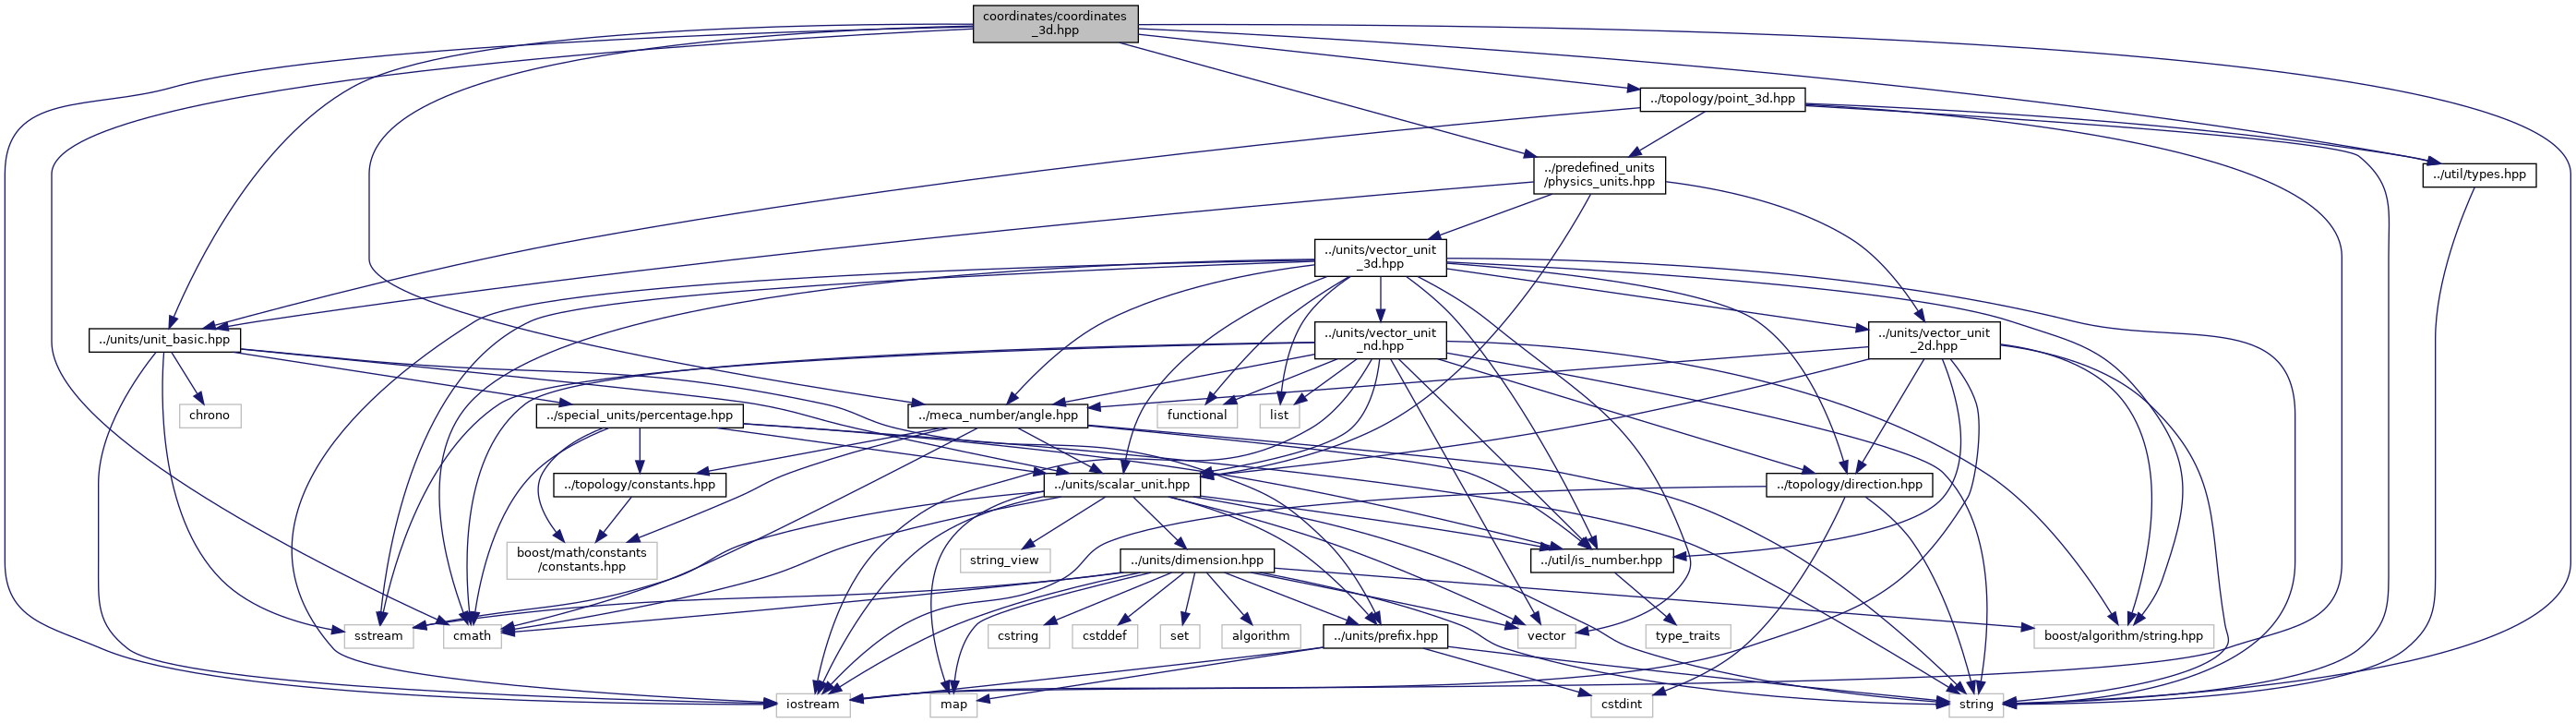 coordinates/coordinates
_3d.hpp
../topology/point_3d.hpp
../predefined_units
/physics_units.hpp
../util/types.hpp
../units/vector_unit
_3d.hpp
../units/unit_basic.hpp
../units/vector_unit
_nd.hpp
../units/vector_unit
_2d.hpp
chrono
../special_units/percentage.hpp
../meca_number/angle.hpp
functional
list
../topology/constants.hpp
../units/scalar_unit.hpp
../topology/direction.hpp
boost/math/constants
/constants.hpp
string_view
../units/dimension.hpp
../util/is_number.hpp
sstream
cmath
cstring
cstddef
set
algorithm
../units/prefix.hpp
vector
type_traits
boost/algorithm/string.hpp
iostream
map
cstdint
string